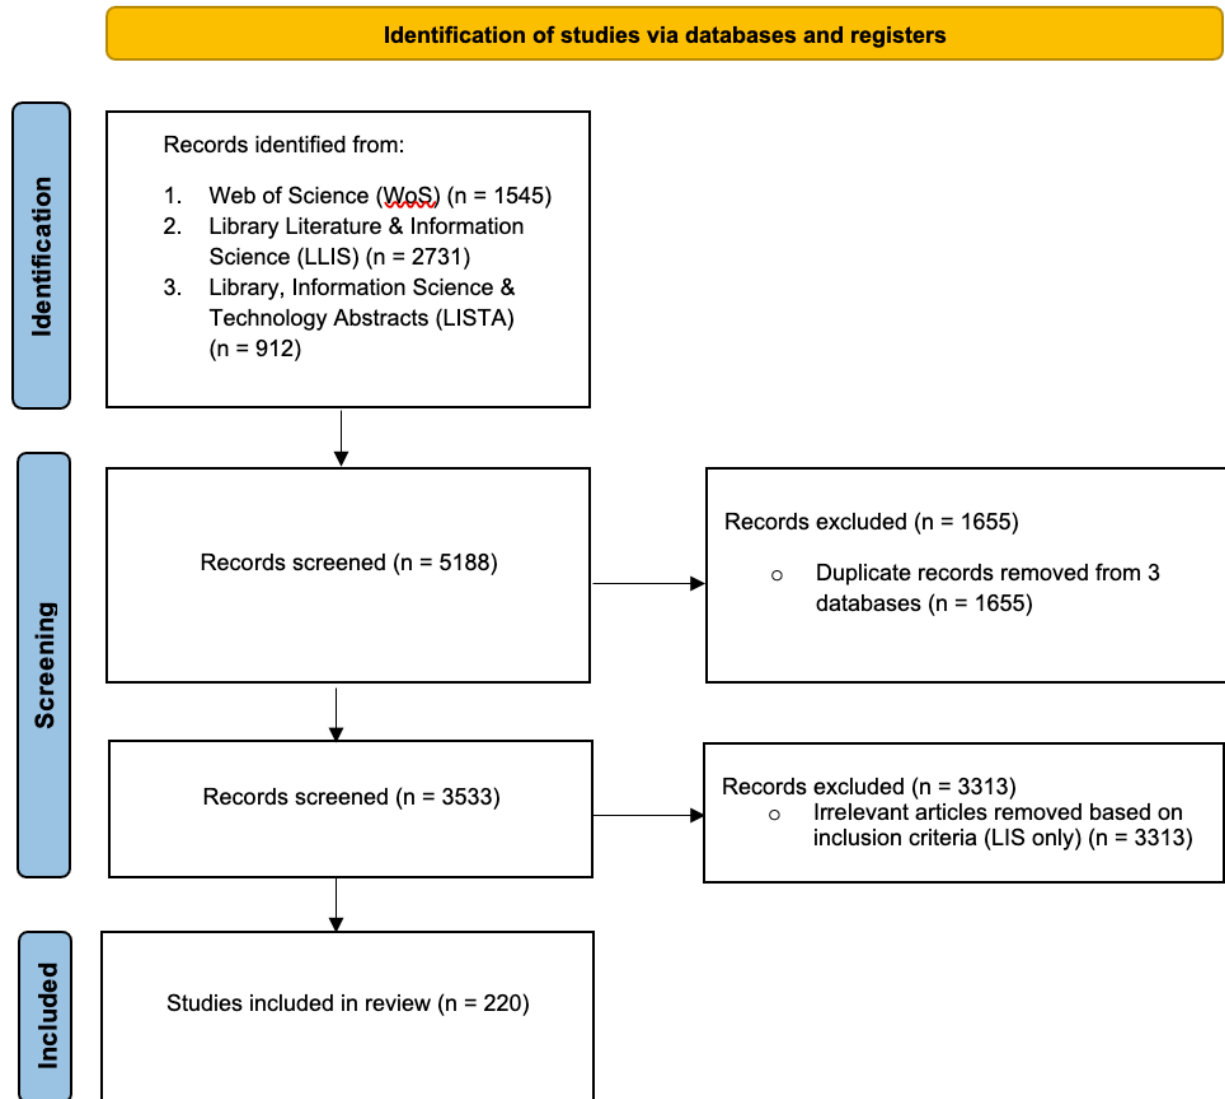 Identification of studies via databases and registers
Identification
Records identified from:
1. Web of Science (WoS) (n = 1545)
2. Library Literature & Information
Science (LLIS) (n = 2731)
3. Library, Information Science &
Technology Abstracts (LISTA)
(n = 912)
Screening
Records screened (n = 5188)
Records excluded (n = 1655)
o Duplicate records removed from 3
databases (n = 1655)
Records screened (n = 3533)
Records excluded (n = 3313)
o Irrelevant articles removed based on
inclusion criteria (LIS only) (n = 3313)
Included
Studies included in review (n = 220)